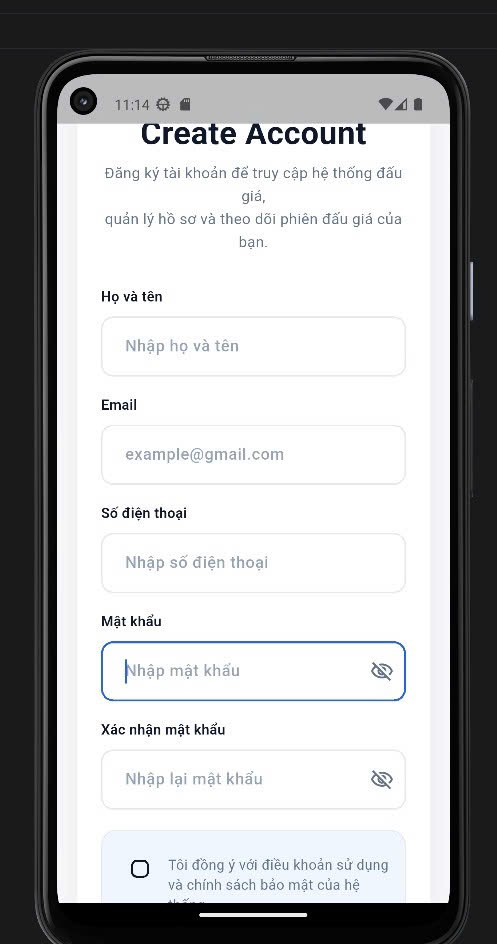 11:14
Create Account
Đăng ký tài khoản để truy cập hệ thống đấu
giá,
quản lý hồ sơ và theo dõi phiên đấu giá của
bạn.
Họ và tên
Nhập họ và tên
Email
example@gmail.com
Số điện thoại
Nhập số điện thoại
Mật khẩu
Nhập mật khẩu
Xác nhận mật khẩu
Nhập lại mật khẩu
Tôi đồng ý với điều khoản sử dụng
và chính sách bảo mật của hệ